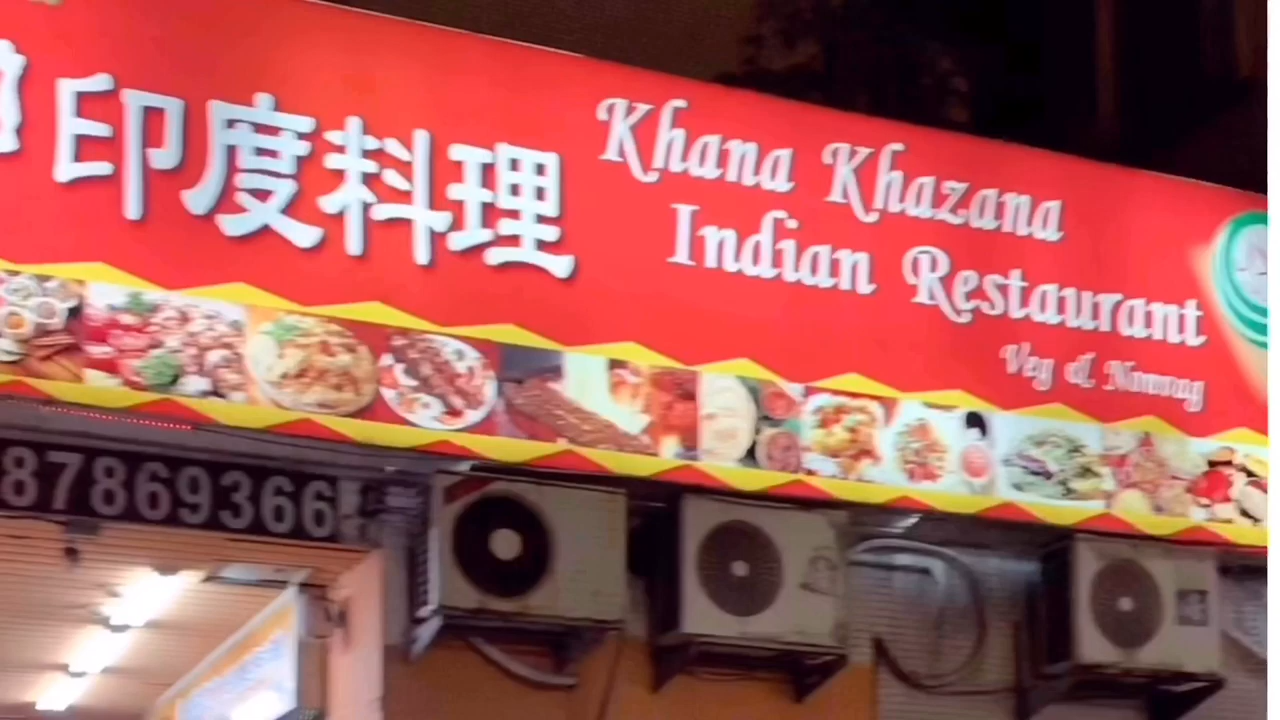 印度料理
Khana Khazana
Indian Restaurant
Veg & Nonveg
87869366